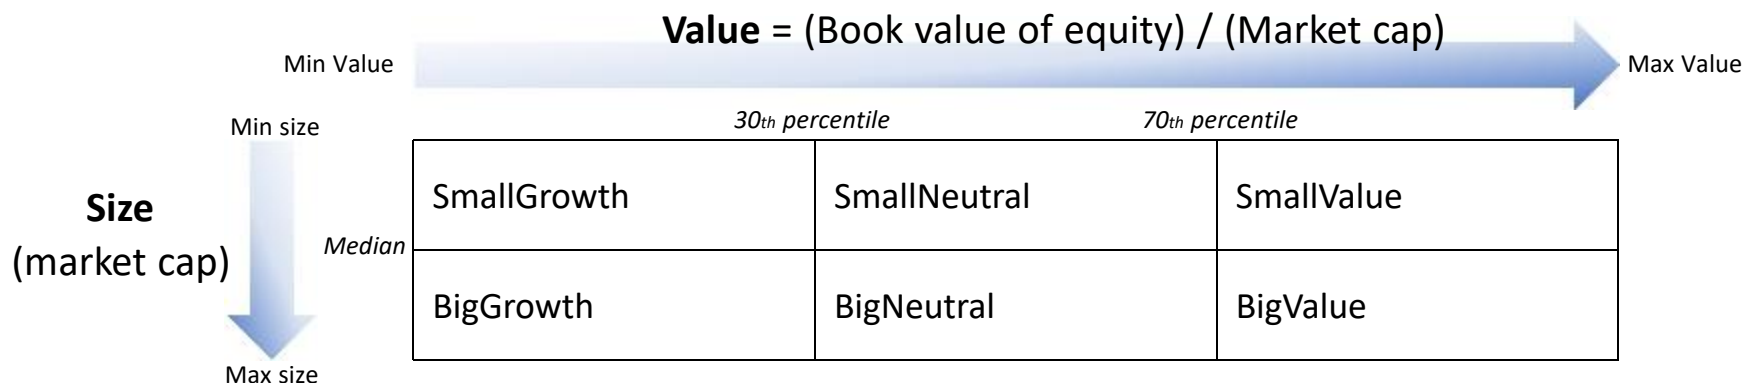 Value = (Book value of equity) / (Market cap)
Min Value
Max Value
30th percentile
70th percentile
Min size
SmallGrowth
SmallNeutral
SmallValue
Size
(market cap)
Median
BigGrowth
BigNeutral
BigValue
Max size